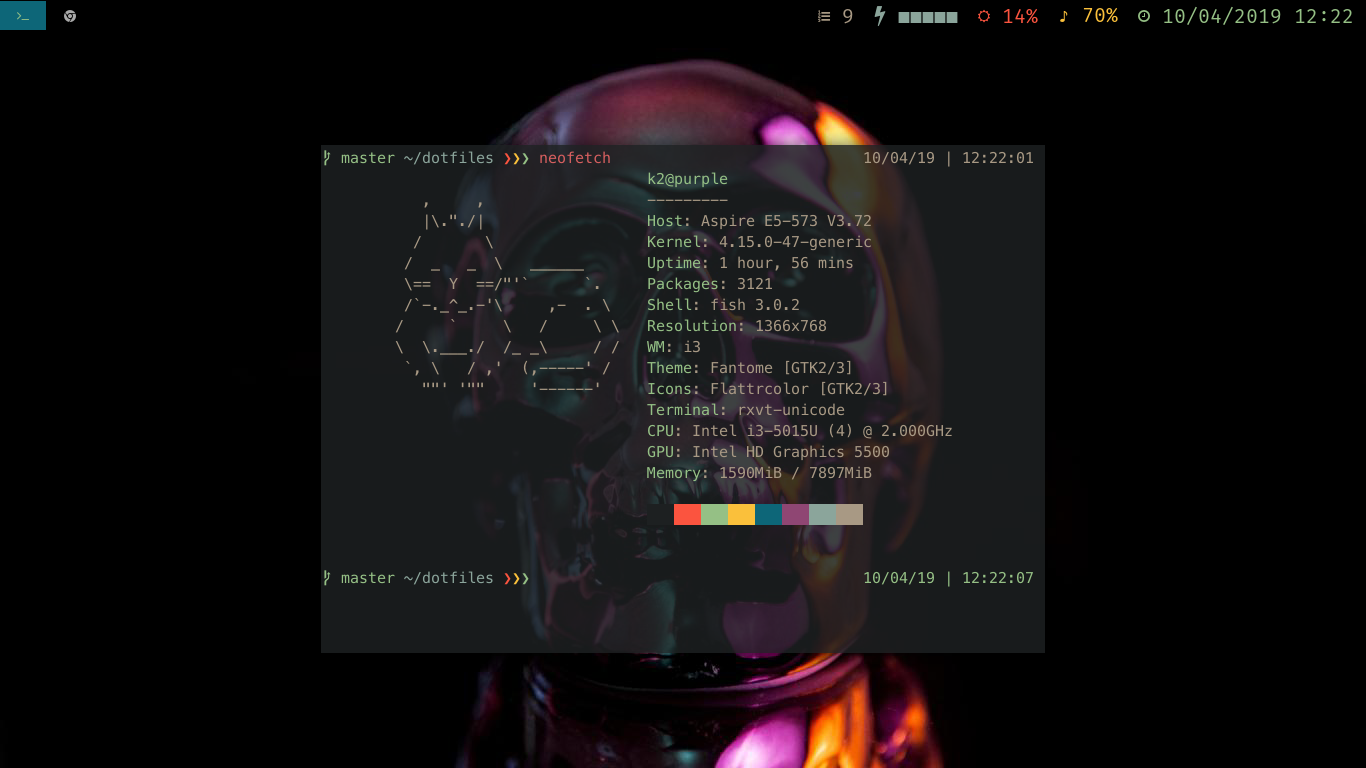 9 14% 70% 10/04/2019 12:22
master ~/dotfiles ❯❯❯ neofetch 10/04/19 | 12:22:01
k2@purple
---------
Host: Aspire E5-573 V3.72
Kernel: 4.15.0-47-generic
Uptime: 1 hour, 56 mins
Packages: 3121
Shell: fish 3.0.2
Resolution: 1366x768
WM: i3
Theme: Fantome [GTK2/3]
Icons: Flattrcolor [GTK2/3]
Terminal: rxvt-unicode
CPU: Intel i3-5015U (4) @ 2.000GHz
GPU: Intel HD Graphics 5500
Memory: 1590MiB / 7897MiB
master ~/dotfiles ❯❯❯ 10/04/19 | 12:22:07